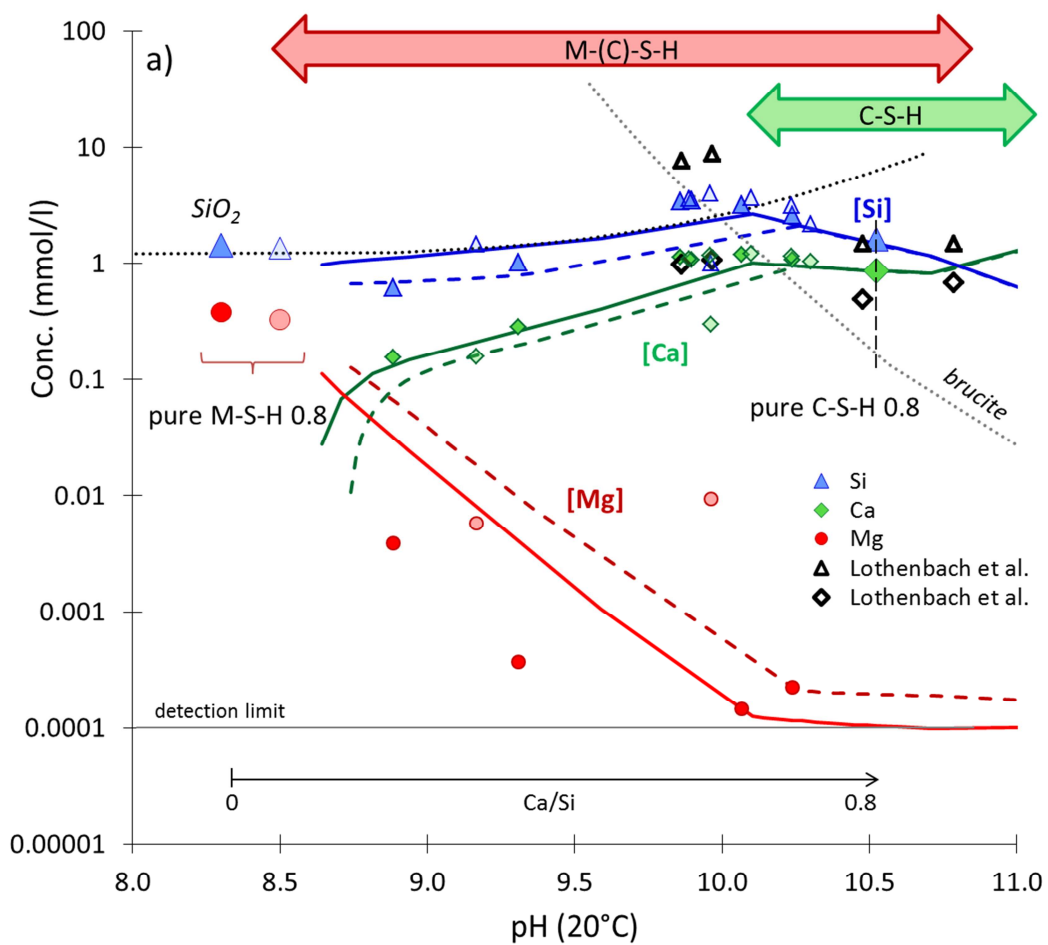 a)
M-(C)-S-H
C-S-H
SiO2
[Si]
[Ca]
pure M-S-H 0.8
pure C-S-H 0.8
brucite
[Mg]
Si
Ca
Mg
Lothenbach et al.
Lothenbach et al.
detection limit
0
Ca/Si
0.8
Conc. (mmol/l)
100
10
1
0.1
0.01
0.001
0.0001
0.00001
8.0
8.5
9.0
9.5
10.0
10.5
11.0
pH (20°C)